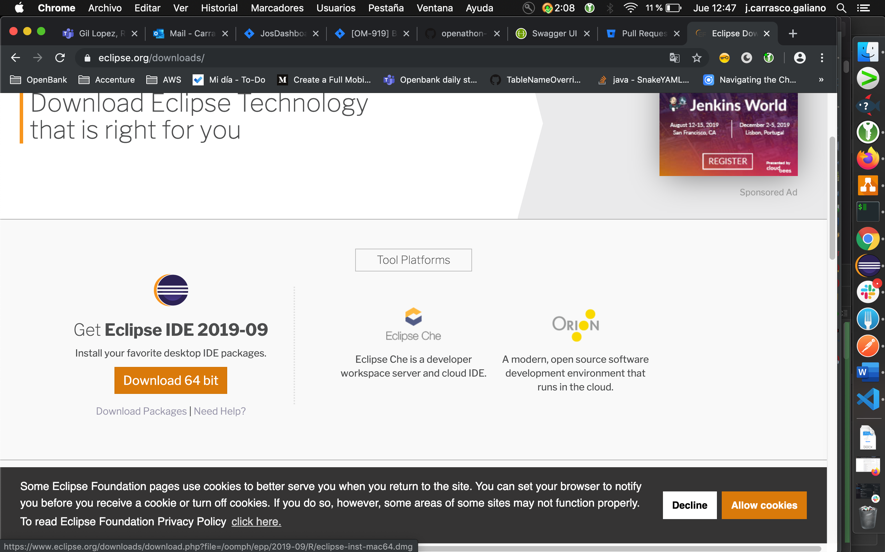 Chrome Archivo Editar Ver Historial Marcadores Usuarios Pestaña Ventana Ayuda 2:08 11 % Jue 12:47 j.carrasco.galiano
Gil Lopez, R Mail - Carra JosDashbo [OM-919] B openathon- Swagger UI Pull Reques Eclipse Dow
eclipse.org/downloads/
OpenBank Accenture AWS Mi día - To-Do Create a Full Mobi... Openbank daily st... TableNameOverri... java - SnakeYAML... Navigating the Ch... »
Download Eclipse Technology
that is right for you
Jenkins World
August 12-15, 2019
San Francisco, CA
December 2-5, 2019
Lisbon, Portugal
REGISTER
Presented by
cloudbees
Sponsored Ad
Tool Platforms
Get Eclipse IDE 2019-09
Install your favorite desktop IDE packages.
Download 64 bit
Download Packages | Need Help?
Eclipse Che
Eclipse Che is a developer
workspace server and cloud IDE.
ORION
A modern, open source software
development environment that
runs in the cloud.
Some Eclipse Foundation pages use cookies to better serve you when you return to the site. You can set your browser to notify
you before you receive a cookie or turn off cookies. If you do so, however, some areas of some sites may not function properly.
To read Eclipse Foundation Privacy Policy click here.
Decline
Allow cookies
https://www.eclipse.org/downloads/download.php?file=/oomph/epp/2019-09/R/eclipse-inst-mac64.dmg